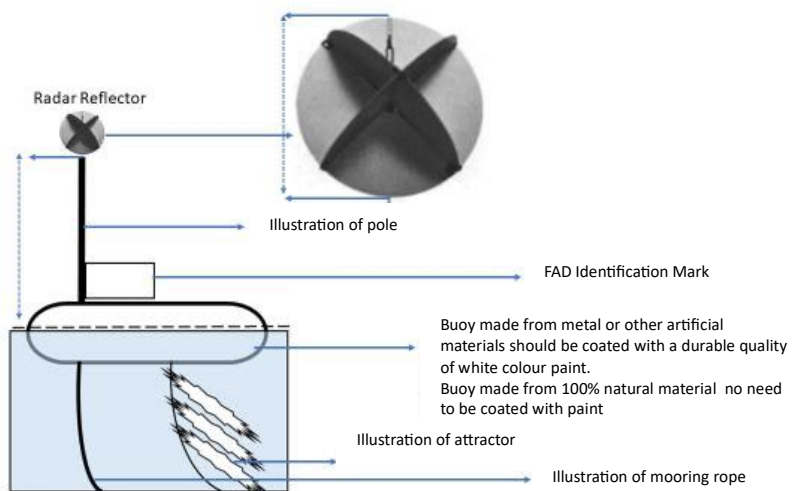 Radar Reflector
Illustration of pole
FAD Identification Mark
Buoy made from metal or other artificial
materials should be coated with a durable quality
of white colour paint.
Buoy made from 100% natural material  no need
to be coated with paint
Illustration of attractor
Illustration of mooring rope